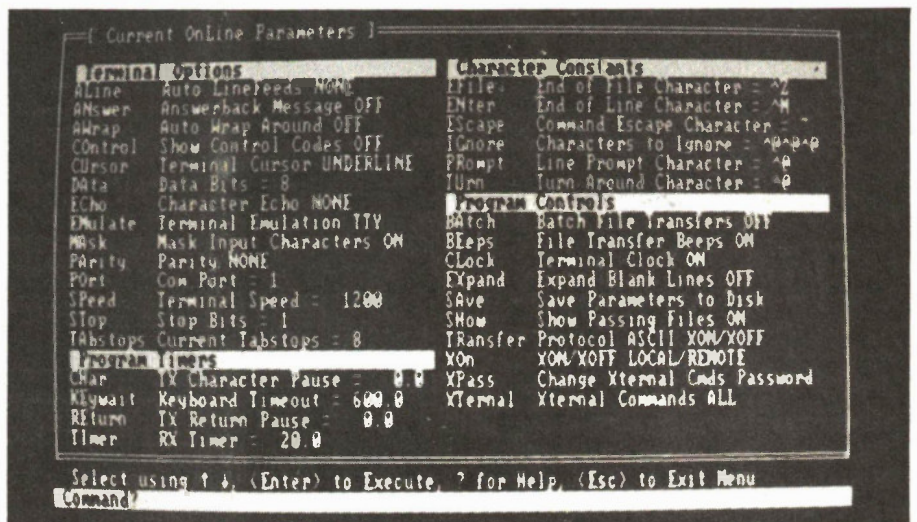 [ Current OnLine Parameters ]
Terminal Options
ALine Auto Linefeeds NONE
ANswer Answerback Message OFF
AWrap Auto Wrap Around OFF
COntrol Show Control Codes OFF
CUrsor Terminal Cursor UNDERLINE
DAta Data Bits = 8
ECho Character Echo NONE
EMulate Terminal Emulation TTY
MAsk Mask Input Characters ON
PArity Parity NONE
POrt Com Port = 1
SPeed Terminal Speed = 1200
STop Stop Bits = 1
TAbstops Current Tabstops = 8
Program Timers
CHar TX Character Pause = 0.0
KEywait Keyboard Timeout = 600.0
REturn TX Return Pause = 0.0
TImer RX Timer = 20.0
Character Constants
EFile End of File Character = ^Z
ENter End of Line Character = ^M
EScape Command Escape Character =
IGnore Characters to Ignore = ^@^@^@
PRompt Line Prompt Character = ^@
TUrn Turn Around Character = ^@
Program Controls
BAtch Batch File Transfers OFF
BEeps File Transfer Beeps ON
CLock Terminal Clock ON
EXpand Expand Blank Lines OFF
SAve Save Parameters to Disk
SHow Show Passing Files ON
TRansfer Protocol ASCII XON/XOFF
XOn XON/XOFF LOCAL/REMOTE
XPass Change Xternal Cmds Password
XTernal Xternal Commands ALL
Select using ↑ ↓, <Enter> to Execute, ? for Help, <Esc> to Exit Menu
Command?